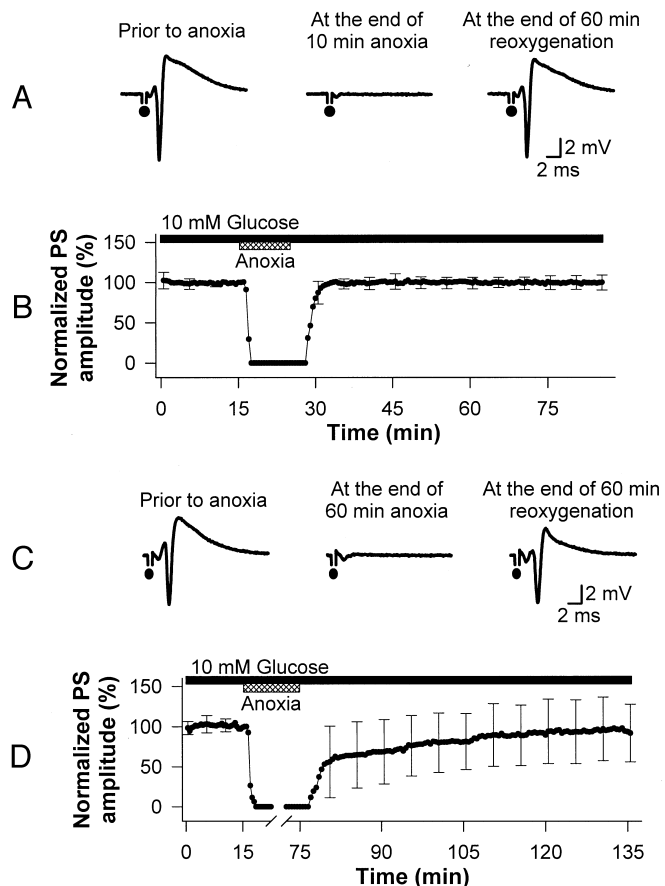 A
Prior to anoxia
At the end of
10 min anoxia
At the end of 60 min
reoxygenation
2 mV
2 ms
B
Normalized PS
amplitude (%)
10 mM Glucose
Anoxia
150
100
50
0
0 15 30 45 60 75
Time (min)
C
Prior to anoxia
At the end of
60 min anoxia
At the end of 60 min
reoxygenation
2 mV
2 ms
D
Normalized PS
amplitude (%)
10 mM Glucose
Anoxia
150
100
50
0
0 15 75 90 105 120 135
Time (min)